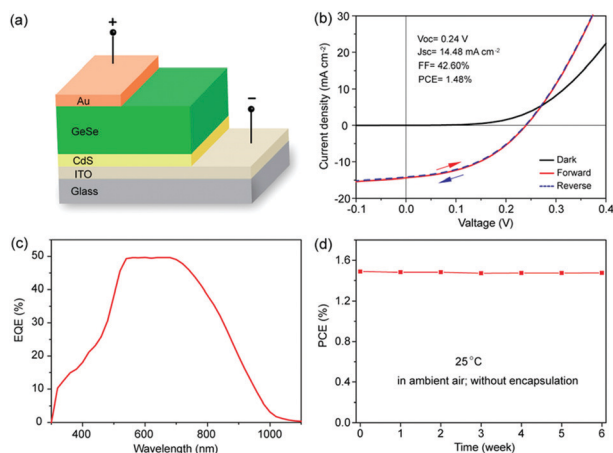 (a)
+
−
Au
GeSe
CdS
ITO
Glass
(b)
Voc= 0.24 V
Jsc= 14.48 mA cm⁻²
FF= 42.60%
PCE= 1.48%
Current density (mA cm⁻²)
30
20
10
0
-10
-20
Dark
Forward
Reverse
-0.1 0.0 0.1 0.2 0.3 0.4
Valtage (V)
(c)
EQE (%)
50
40
30
20
10
0
400 600 800 1000
Wavelength (nm)
(d)
PCE (%)
1.8
1.2
0.6
0.0
25°C
in ambient air; without encapsulation
0 1 2 3 4 5 6
Time (week)